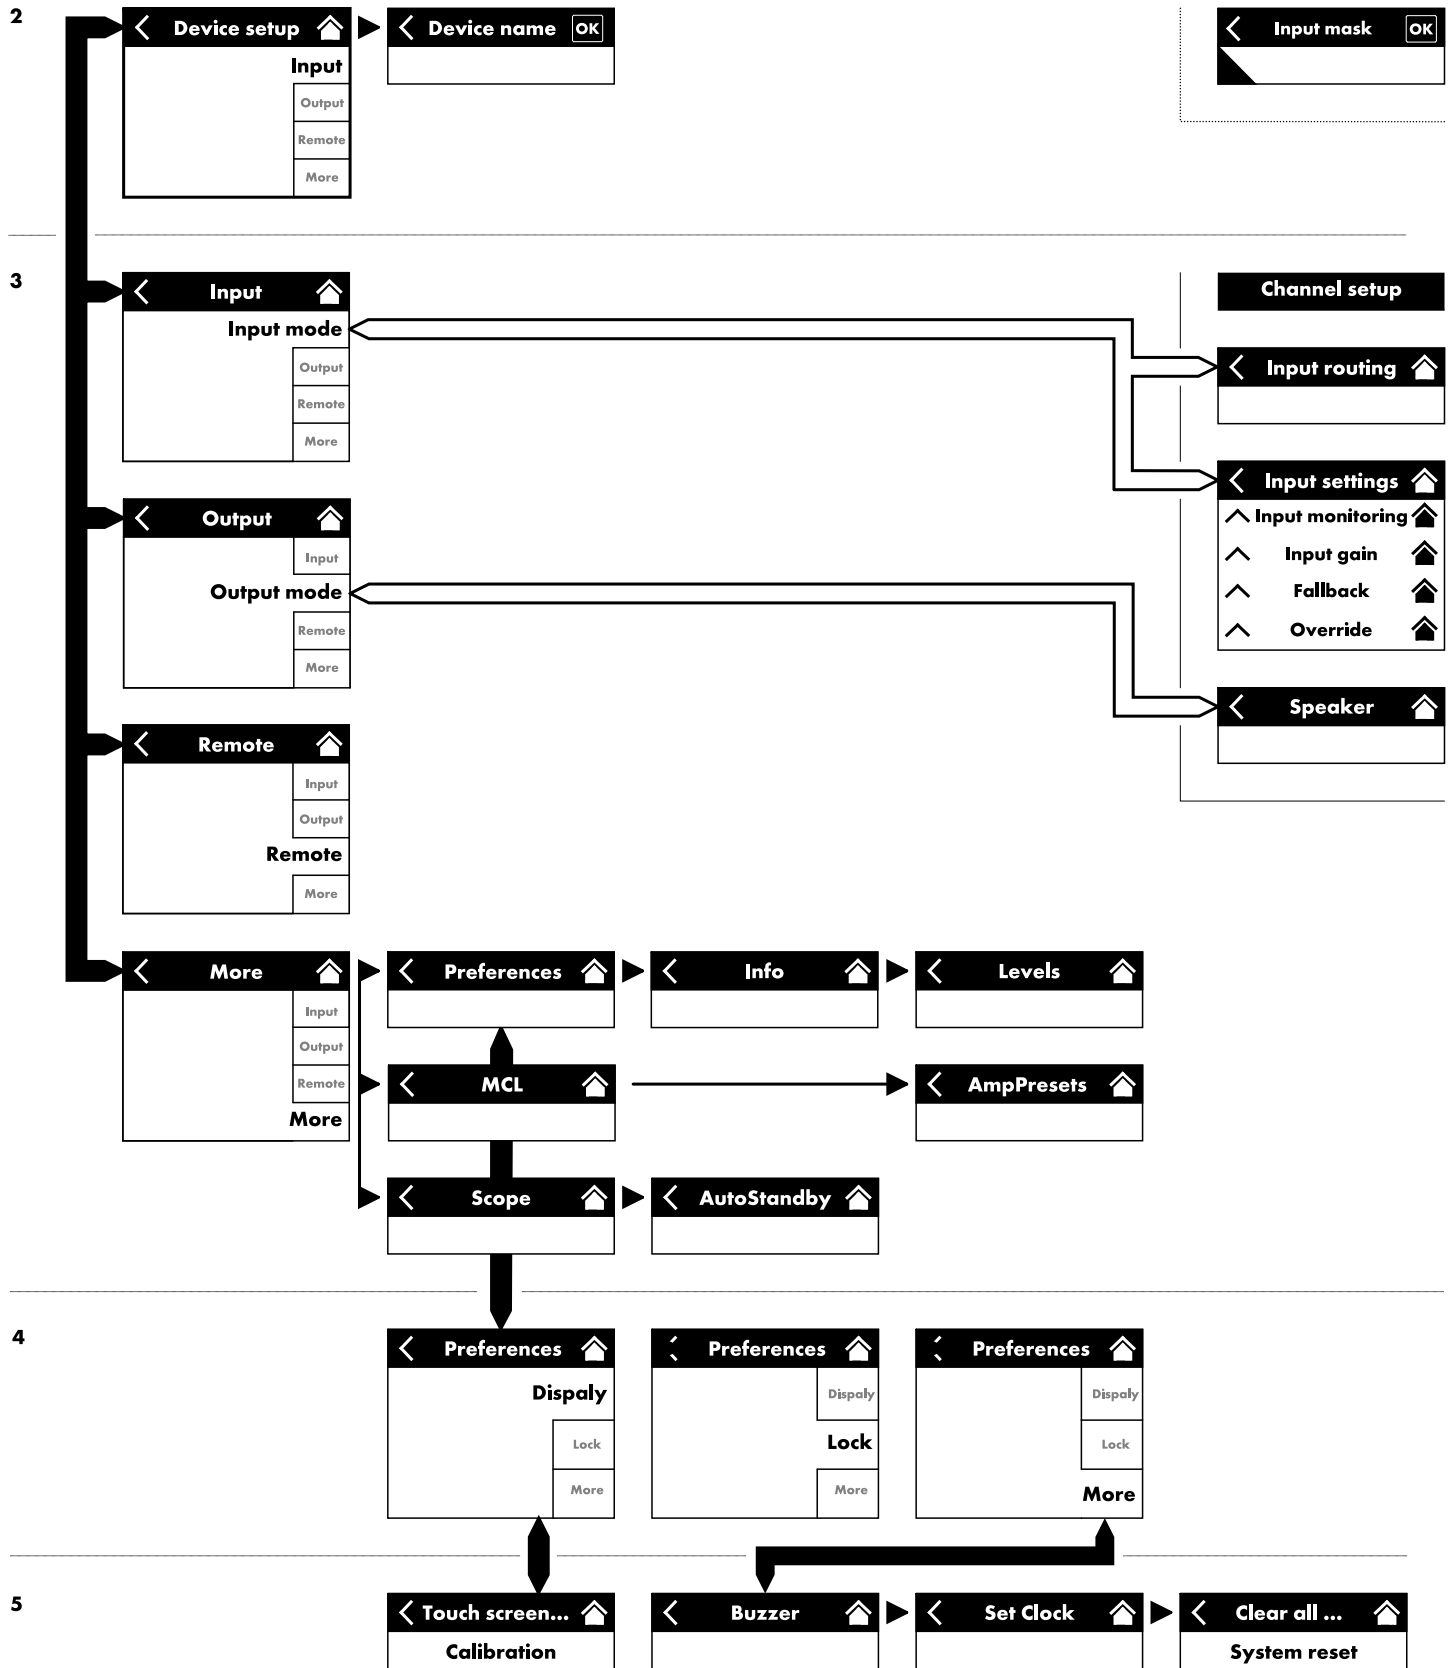 2
Device setup
Device name OK
Input mask OK
Input
Output
Remote
More
3
Input
Channel setup
Input mode
Output
Remote
More
Input routing
Input settings
Input monitoring
Input gain
Fallback
Override
Output
Input
Output mode
Remote
More
Speaker
Remote
Input
Output
Remote
More
More
Preferences
Info
Levels
Input
Output
Remote
More
MCL
AmpPresets
Scope
AutoStandby
4
Preferences
Dispaly
Lock
More
Preferences
Dispaly
Lock
More
Preferences
Dispaly
Lock
More
5
Touch screen...
Calibration
Buzzer
Set Clock
Clear all ...
System reset